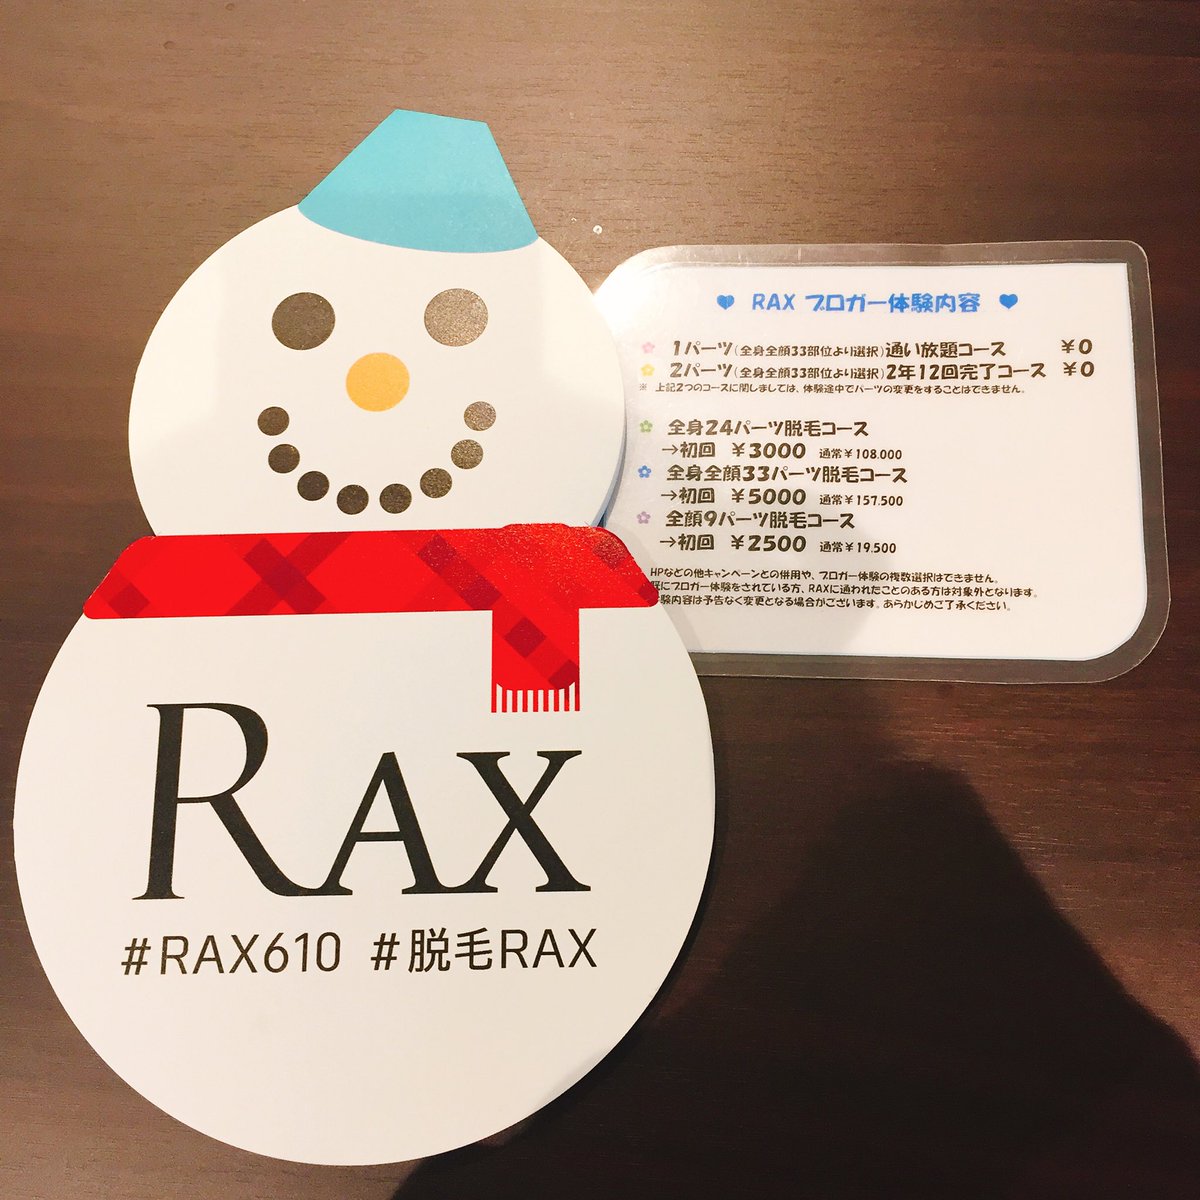 RAX
#RAX610 #脱毛RAX
RAX ブロガー体験内容
1パーツ(全身全顔33部位より選択)通い放題コース ￥0
2パーツ(全身全顔33部位より選択)2年12回完了コース ￥0
※ 上記2つのコースに関しましては、体験途中でパーツの変更をすることはできません。
全身24パーツ脱毛コース
→初回 ￥3000 通常￥108.000
全身全顔33パーツ脱毛コース
→初回 ￥5000 通常￥157.500
全顔9パーツ脱毛コース
→初回 ￥2500 通常￥19.500
HPなどの他キャンペーンとの併用や、ブロガー体験の複数選択はできません。
既にブロガー体験をされている方、RAXに通われたことのある方は対象外となります。
体験内容は予告なく変更となる場合がございます。あらかじめご了承ください。